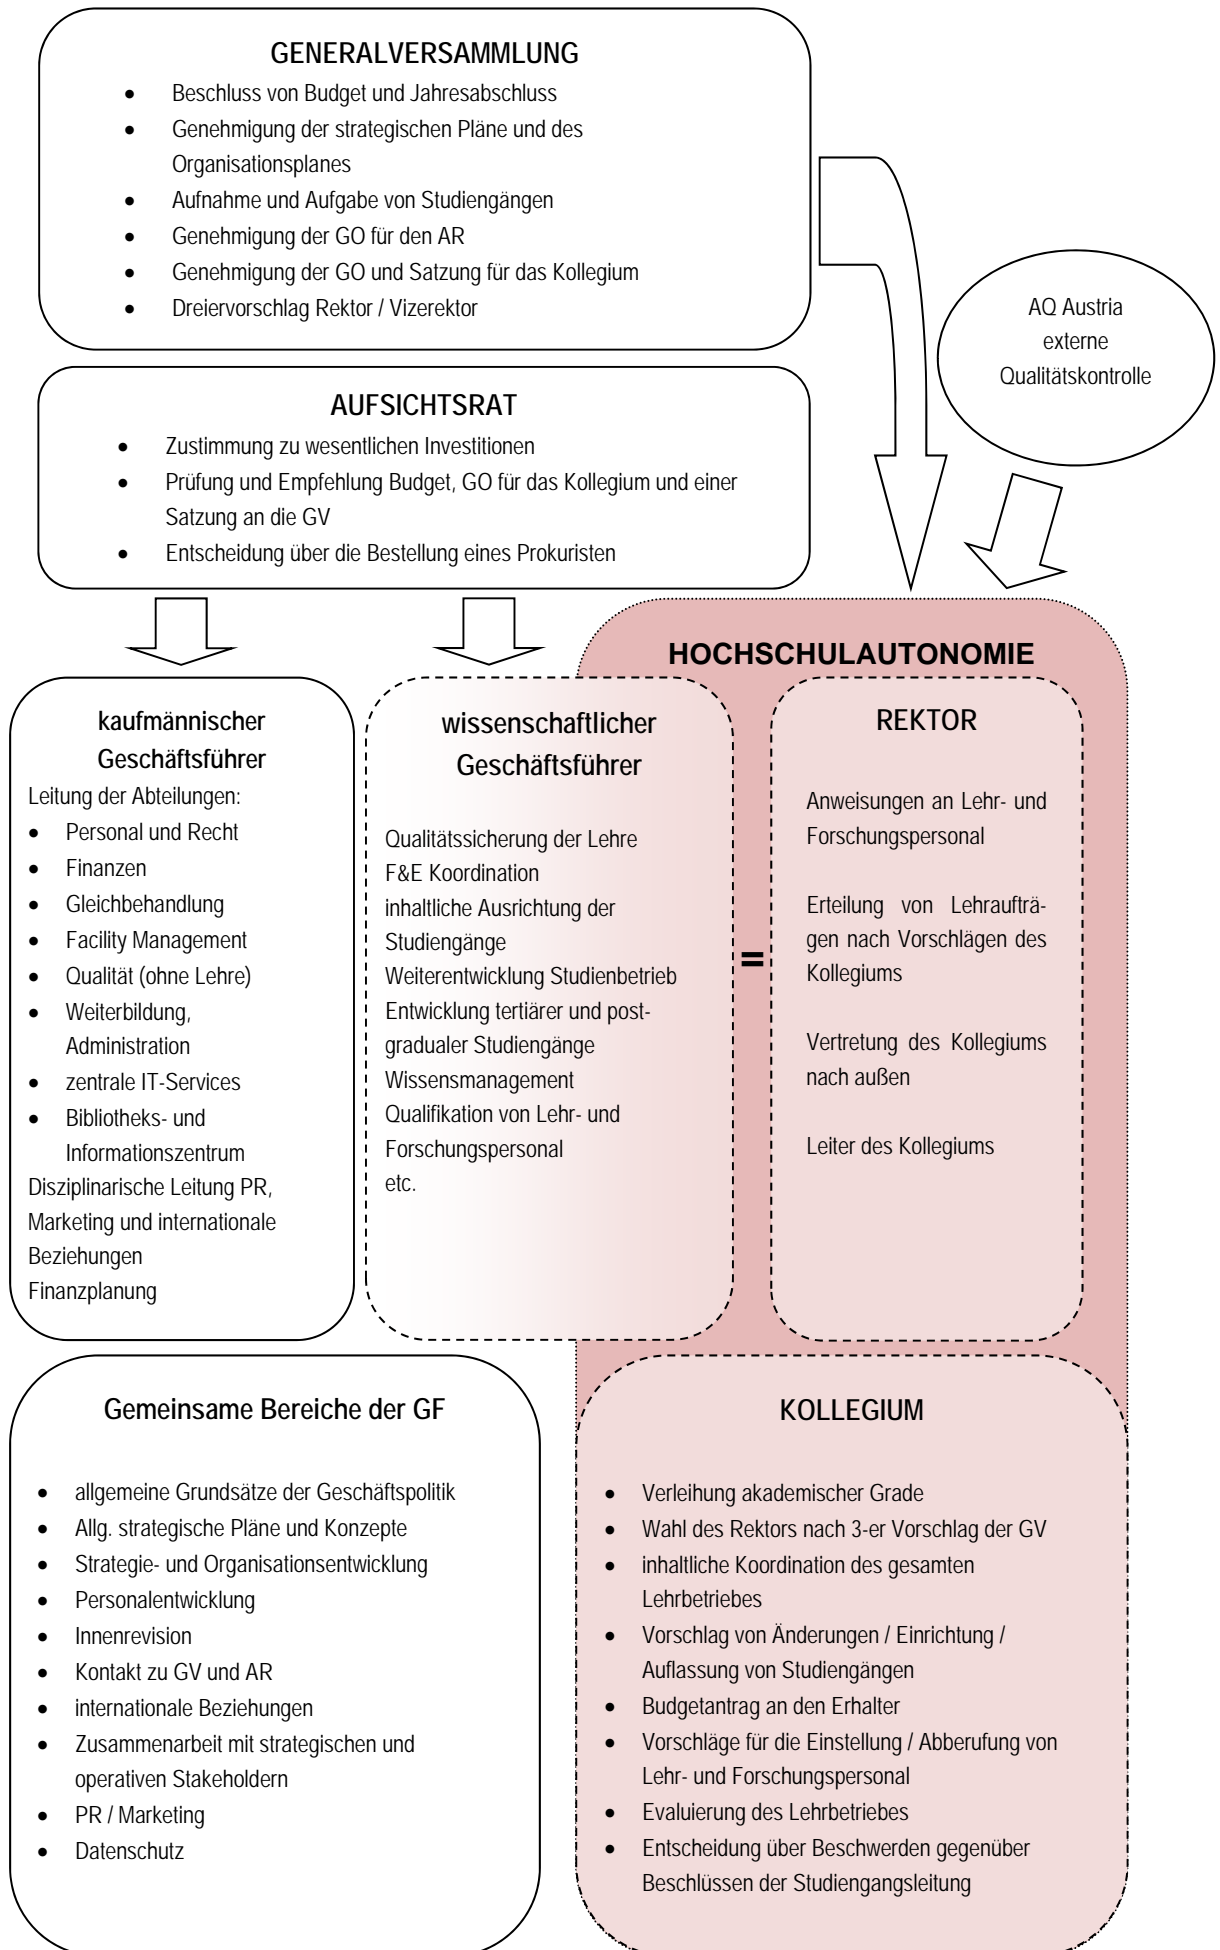 GENERALVERSAMMLUNG
• Beschluss von Budget und Jahresabschluss
• Genehmigung der strategischen Pläne und des
Organisationsplanes
• Aufnahme und Aufgabe von Studiengängen
• Genehmigung der GO für den AR
• Genehmigung der GO und Satzung für das Kollegium
• Dreiervorschlag Rektor / Vizerektor
AQ Austria
externe
Qualitätskontrolle
AUFSICHTSRAT
• Zustimmung zu wesentlichen Investitionen
• Prüfung und Empfehlung Budget, GO für das Kollegium und einer
Satzung an die GV
• Entscheidung über die Bestellung eines Prokuristen
HOCHSCHULAUTONOMIE
kaufmännischer
Geschäftsführer
Leitung der Abteilungen:
• Personal und Recht
• Finanzen
• Gleichbehandlung
• Facility Management
• Qualität (ohne Lehre)
• Weiterbildung,
Administration
• zentrale IT-Services
• Bibliotheks- und
Informationszentrum
Disziplinarische Leitung PR,
Marketing und internationale
Beziehungen
Finanzplanung
wissenschaftlicher
Geschäftsführer
Qualitätssicherung der Lehre
F&E Koordination
inhaltliche Ausrichtung der
Studiengänge
Weiterentwicklung Studienbetrieb
Entwicklung tertiärer und post-
gradualer Studiengänge
Wissensmanagement
Qualifikation von Lehr- und
Forschungspersonal
etc.
=
REKTOR
Anweisungen an Lehr- und
Forschungspersonal
Erteilung von Lehraufträ-
gen nach Vorschlägen des
Kollegiums
Vertretung des Kollegiums
nach außen
Leiter des Kollegiums
Gemeinsame Bereiche der GF
• allgemeine Grundsätze der Geschäftspolitik
• Allg. strategische Pläne und Konzepte
• Strategie- und Organisationsentwicklung
• Personalentwicklung
• Innenrevision
• Kontakt zu GV und AR
• internationale Beziehungen
• Zusammenarbeit mit strategischen und
operativen Stakeholdern
• PR / Marketing
• Datenschutz
KOLLEGIUM
• Verleihung akademischer Grade
• Wahl des Rektors nach 3-er Vorschlag der GV
• inhaltliche Koordination des gesamten
Lehrbetriebes
• Vorschlag von Änderungen / Einrichtung /
Auflassung von Studiengängen
• Budgetantrag an den Erhalter
• Vorschläge für die Einstellung / Abberufung von
Lehr- und Forschungspersonal
• Evaluierung des Lehrbetriebes
• Entscheidung über Beschwerden gegenüber
Beschlüssen der Studiengangsleitung